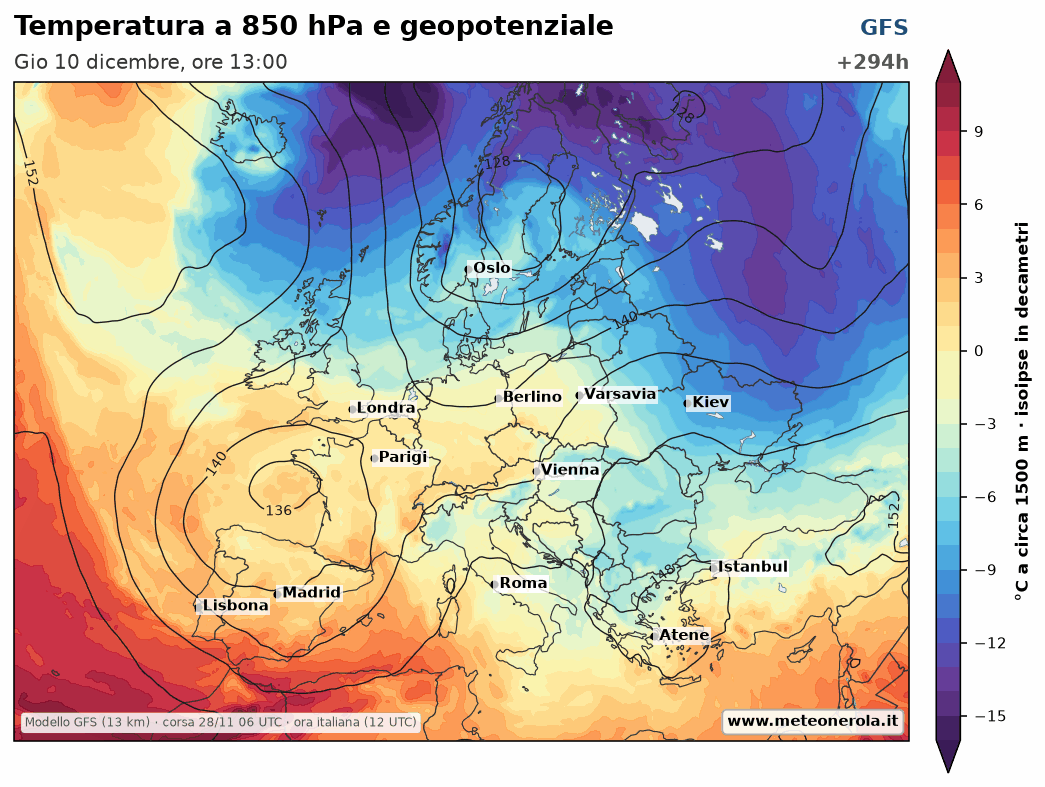 Temperatura a 850 hPa e geopotenziale
GFS
Gio 10 dicembre, ore 13:00
+294h
152
128
128
Oslo
140
Berlino
Varsavia
Kiev
Londra
Parigi
140
Vienna
136
152
Istanbul
148
Roma
Madrid
Lisbona
Atene
Modello GFS (13 km) · corsa 28/11 06 UTC · ora italiana (12 UTC)
www.meteonerola.it
9
6
3
0
−3
−6
−9
−12
−15
°C a circa 1500 m · isoipse in decametri